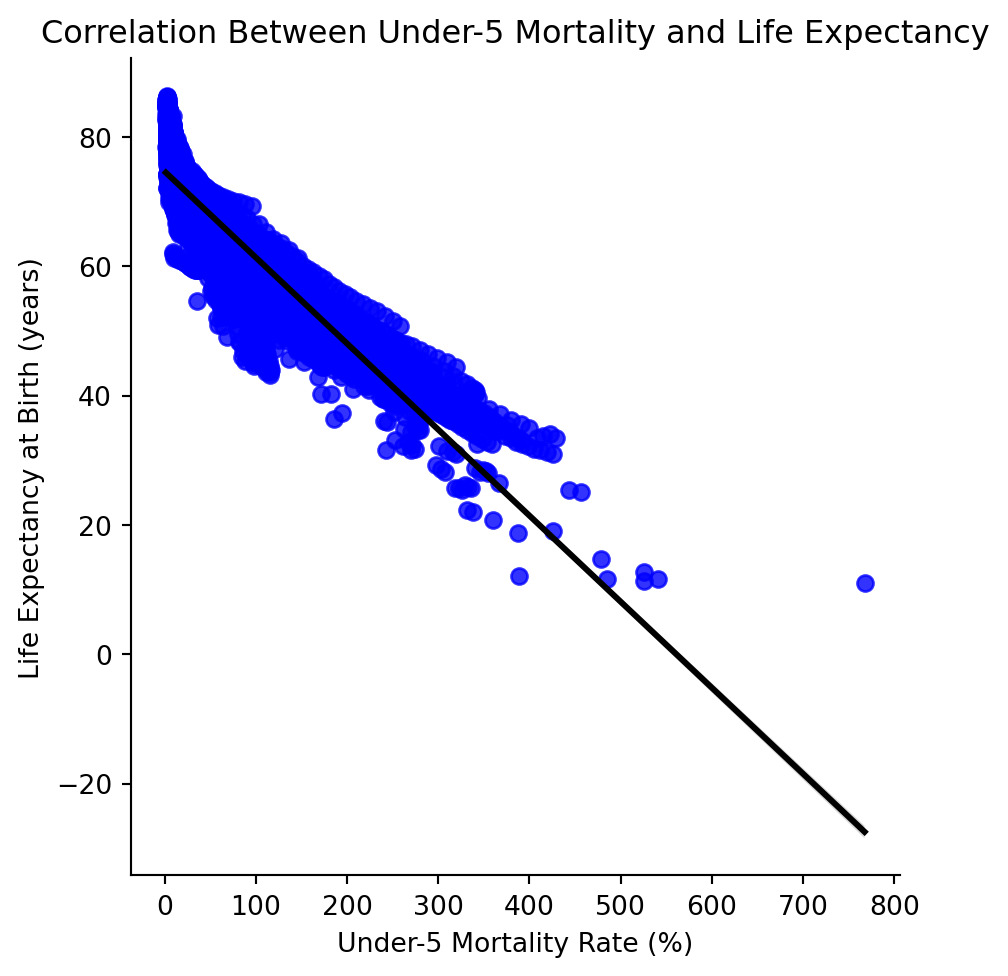 Correlation Between Under-5 Mortality and Life Expectancy
Life Expectancy at Birth (years)
80
60
40
20
0
−20
0 100 200 300 400 500 600 700 800
Under-5 Mortality Rate (%)